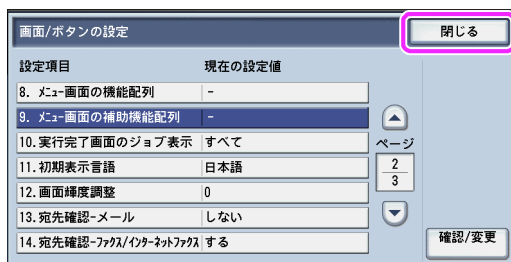 画面/ボタンの設定
閉じる
設定項目 現在の設定値
8. ﾒﾆｭｰ画面の機能配列 -
9. ﾒﾆｭｰ画面の補助機能配列 -
10.実行完了画面のジョブ表示 すべて
11.初期表示言語 日本語
12.画面輝度調整 0
13.宛先確認-メール しない
14.宛先確認-ﾌｧｸｽ/ｲﾝﾀｰﾈｯﾄﾌｧｸｽ する
ページ
2
3
確認/変更